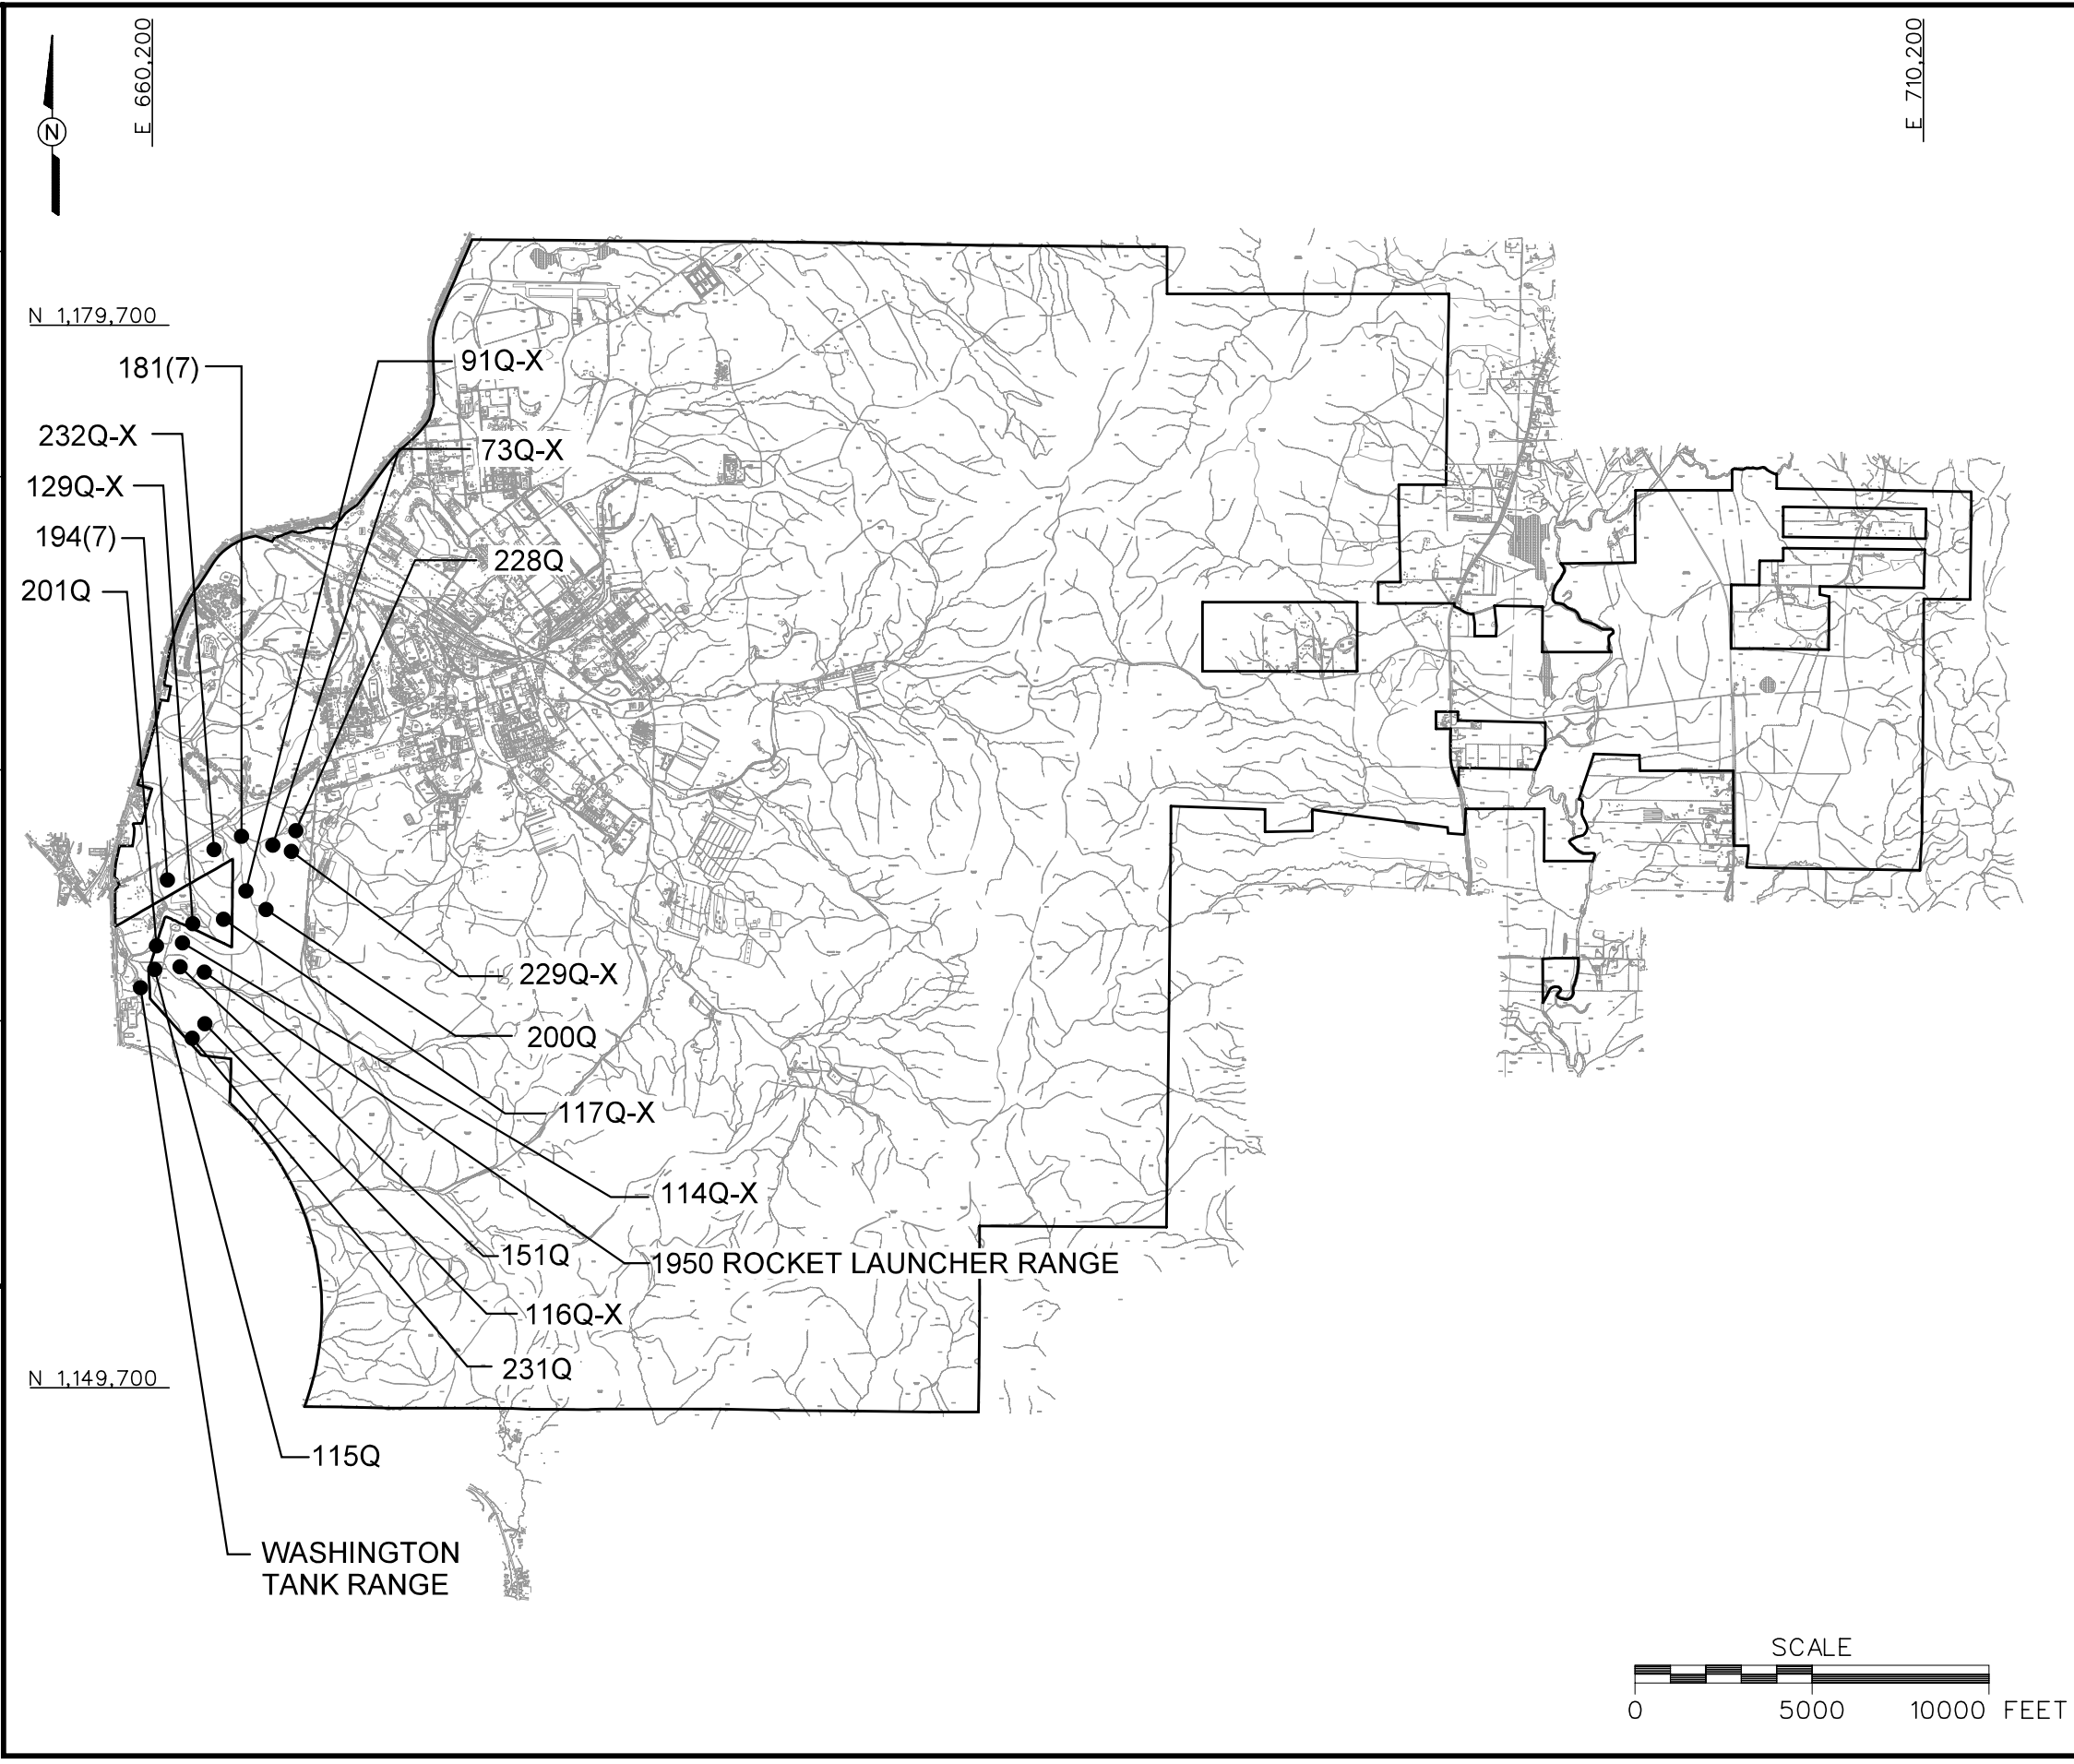 E 660,200
E 710,200
N
N 1,179,700
91Q-X
181(7)
232Q-X
73Q-X
129Q-X
194(7)
228Q
201Q
229Q-X
200Q
117Q-X
114Q-X
151Q
1950 ROCKET LAUNCHER RANGE
116Q-X
231Q
N 1,149,700
115Q
WASHINGTON
TANK RANGE
SCALE
0 5000 10000 FEET